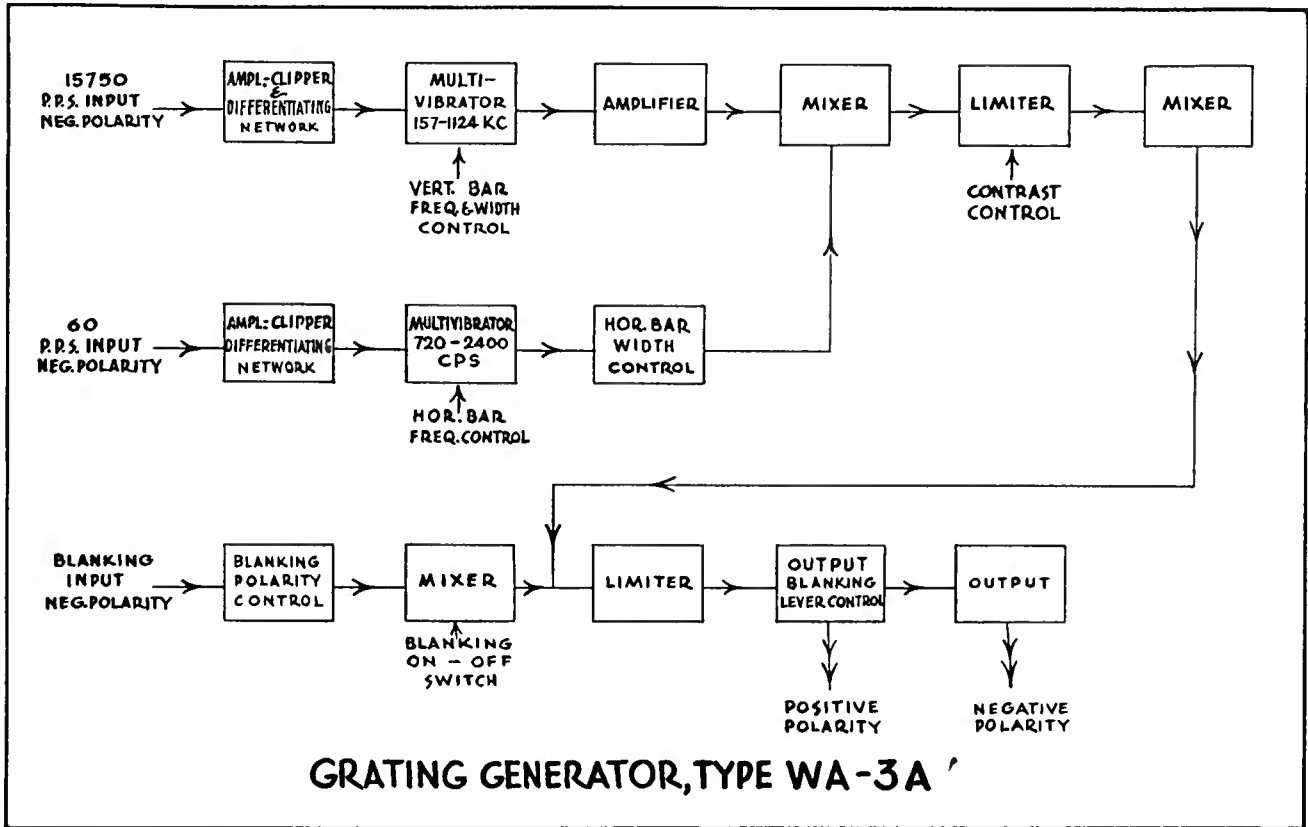 15750
P.P.S. INPUT
NEG. POLARITY
AMPL-CLIPPER
&
DIFFERENTIATING
NETWORK
MULTI-
VIBRATOR
157-1124 KC
AMPLIFIER
MIXER
LIMITER
MIXER
VERT. BAR
FREQ. & WIDTH
CONTROL
CONTRAST
CONTROL
60
P.P.S. INPUT
NEG. POLARITY
AMPL-CLIPPER
DIFFERENTIATING
NETWORK
MULTIVIBRATOR
720-2400
CPS
HOR. BAR
WIDTH
CONTROL
HOR. BAR
FREQ. CONTROL
BLANKING
INPUT
NEG. POLARITY
BLANKING
POLARITY
CONTROL
MIXER
LIMITER
OUTPUT
BLANKING
LEVER CONTROL
OUTPUT
BLANKING
ON - OFF
SWITCH
POSITIVE
POLARITY
NEGATIVE
POLARITY
GRATING GENERATOR, TYPE WA-3A